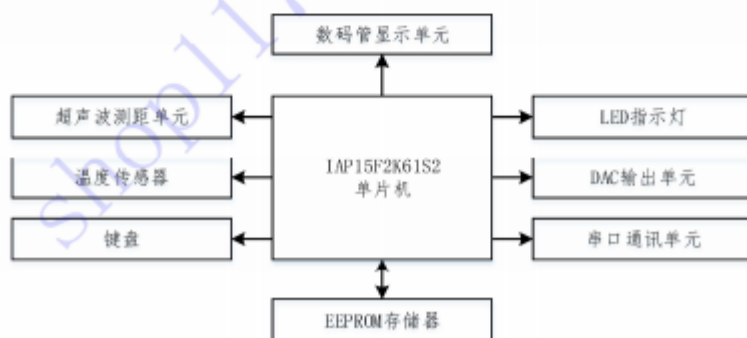 数码管显示单元
超声波测距单元
LED指示灯
IAP15F2K61S2
单片机
温度传感器
DAC输出单元
键盘
串口通讯单元
EEPROM存储器
shop117